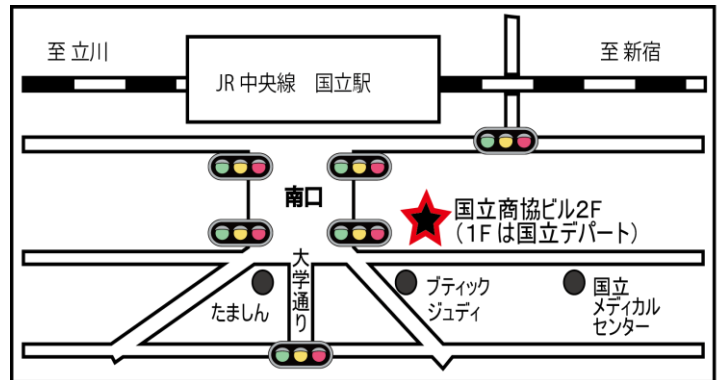 至 立川
至 新宿
JR 中央線　国立駅
南口
国立商協ビル2F
（1F は国立デパート）
大学通り
たましん
ブティック
ジュディ
国立
メディカル
センター